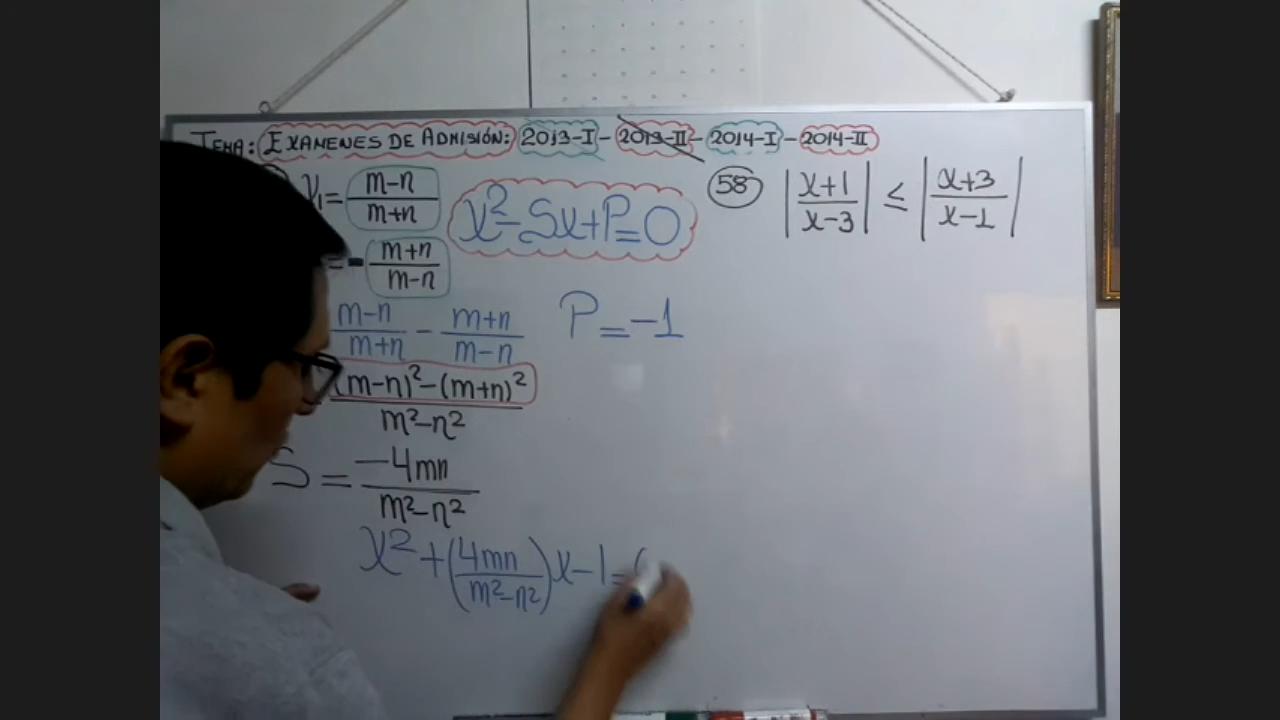 TEMA: EXAMENES DE ADMISIÓN: 2013-I - 2013-II - 2014-I - 2014-II
x₁ = (m-n)/(m+n)
= - (m+n)/(m-n)
x² - Sx + P = 0
(m-n)/(m+n) - (m+n)/(m-n)
P = -1
((m-n)² - (m+n)²)/(m²-n²)
S = -4mn/(m²-n²)
x² + (4mn/(m²-n²))x - 1 =
58 |(x+1)/(x-3)| ≤ |(x+3)/(x-1)|